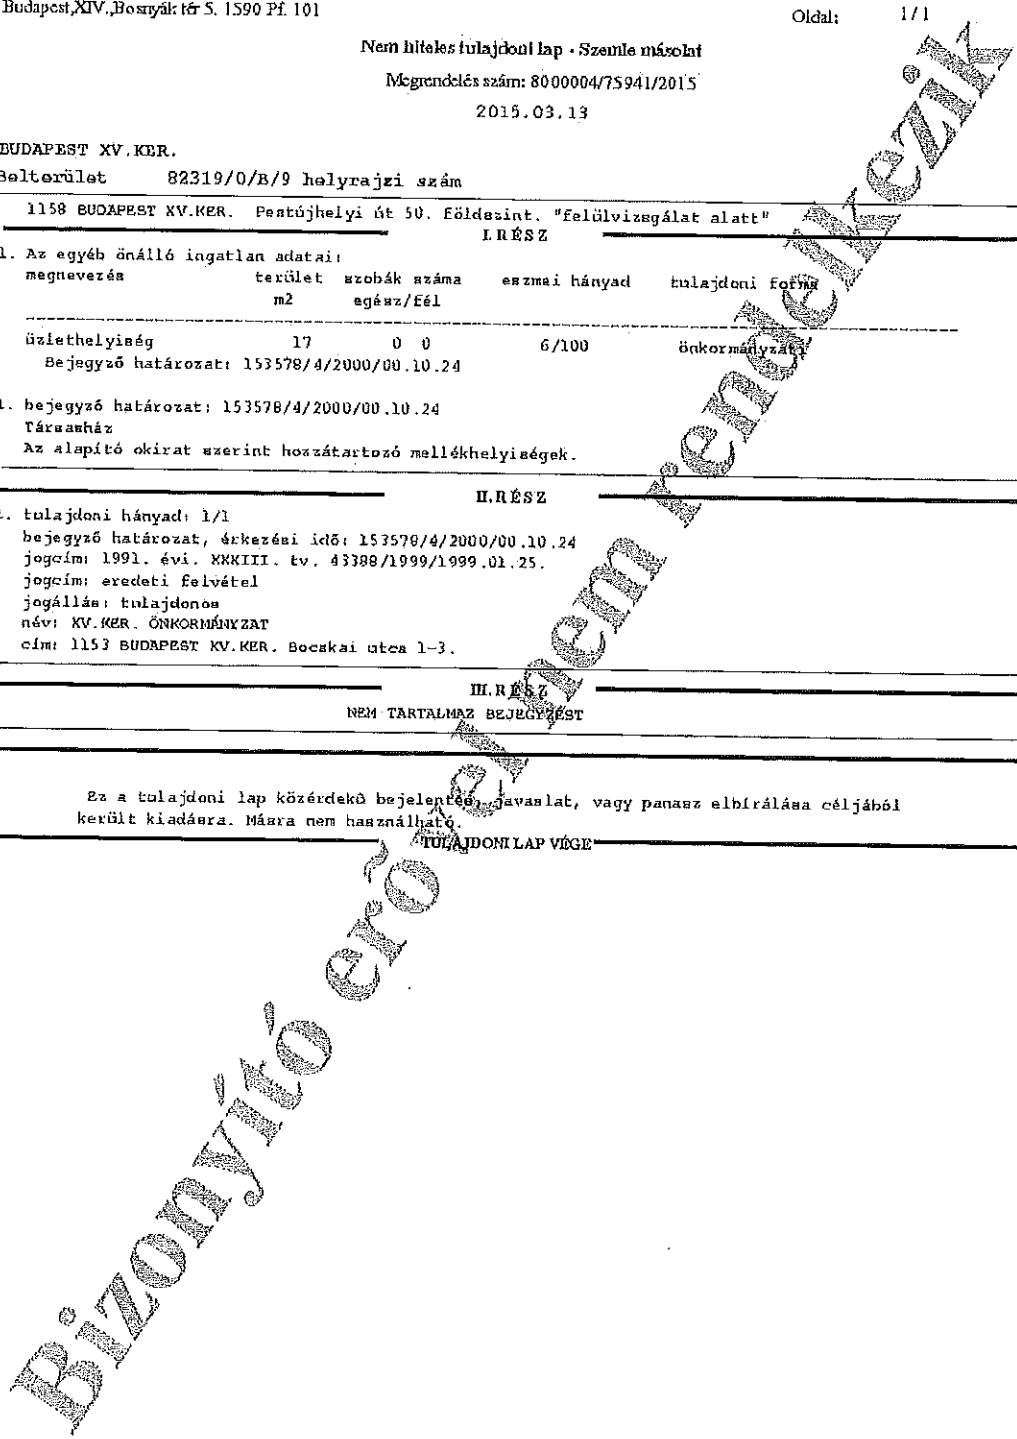 Budapest,XIV.,Bosnyák tér 5. 1590 Pf. 101
Oldal: 1 / 1
Nem hiteles tulajdoni lap - Szemle másolat
Megrendelés szám: 8000004/75941/2015
2015.03.13
BUDAPEST XV.KER.
Belterület 82319/0/B/9 helyrajzi szám
1158 BUDAPEST XV.KER. Pestújhelyi út 50. Földszint. "felülvizsgálat alatt"
I.RÉSZ
1. Az egyéb önálló ingatlan adatai:
megnevezés terület szobák száma eszmei hányad tulajdoni forma
m2 egész/fél
üzlethelyiség 17 0 0 6/100 önkormányzati
Bejegyző határozat: 153578/4/2000/00.10.24
1. bejegyző határozat: 153578/4/2000/00.10.24
Társasház
Az alapító okirat szerint hozzátartozó mellékhelyiségek.
II.RÉSZ
1. tulajdoni hányad: 1/1
bejegyző határozat, érkezési idő: 153578/4/2000/00.10.24
jogcím: 1991. évi. XXXIII. tv. 43388/1999/1999.01.25.
jogcím: eredeti felvétel
jogállás: tulajdonos
név: XV.KER. ÖNKORMÁNYZAT
cím: 1153 BUDAPEST XV.KER. Bocskai utca 1-3.
III.RÉSZ
NEM TARTALMAZ BEJEGYZÉST
Ez a tulajdoni lap közérdekű bejelentés, javaslat, vagy panasz elbírálása céljából
került kiadásra. Másra nem használható.
TULAJDONI LAP VÉGE
Bizonyító erõvel nem rendelkezik